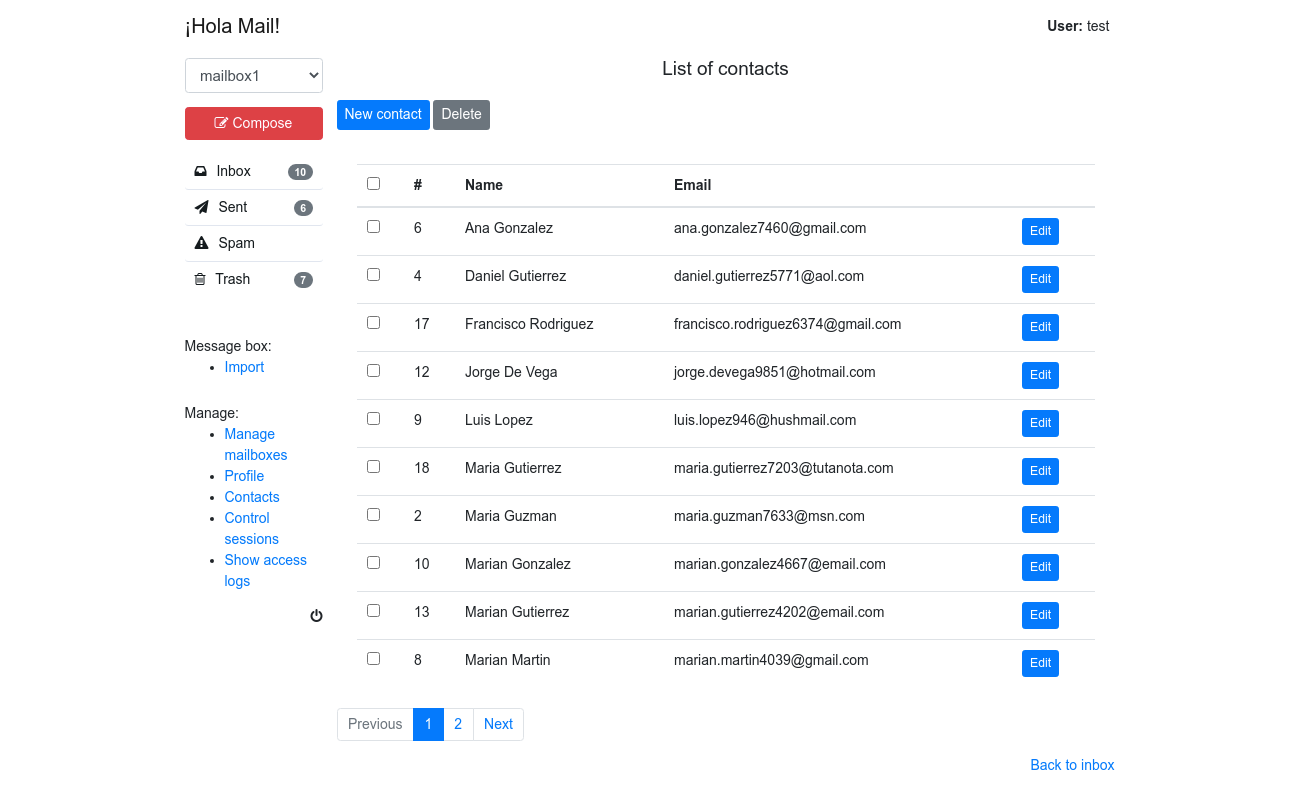 ¡Hola Mail!
User: test
mailbox1
List of contacts
New contact Delete
Compose
Inbox 10
Sent 6
Spam
Trash 7
Message box:
Import
Manage:
Manage
mailboxes
Profile
Contacts
Control
sessions
Show access
logs
# Name Email
6 Ana Gonzalez ana.gonzalez7460@gmail.com Edit
4 Daniel Gutierrez daniel.gutierrez5771@aol.com Edit
17 Francisco Rodriguez francisco.rodriguez6374@gmail.com Edit
12 Jorge De Vega jorge.devega9851@hotmail.com Edit
9 Luis Lopez luis.lopez946@hushmail.com Edit
18 Maria Gutierrez maria.gutierrez7203@tutanota.com Edit
2 Maria Guzman maria.guzman7633@msn.com Edit
10 Marian Gonzalez marian.gonzalez4667@email.com Edit
13 Marian Gutierrez marian.gutierrez4202@email.com Edit
8 Marian Martin marian.martin4039@gmail.com Edit
Previous 1 2 Next
Back to inbox